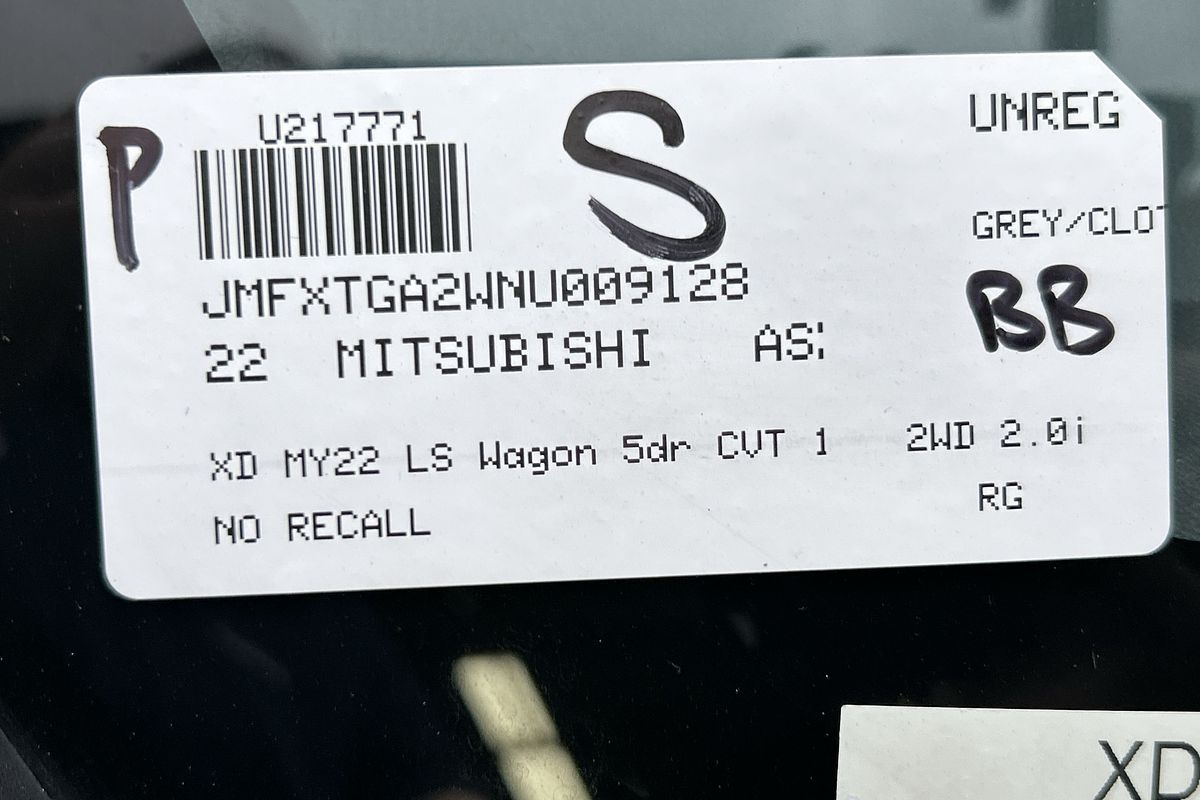 U217771
P
S
UNREG
GREY/CLOT
JMFXTGA2WNU009128
BB
22 MITSUBISHI AS
XD MY22 LS Wagon 5dr CVT 1 2WD 2.0i
RG
NO RECALL
XD